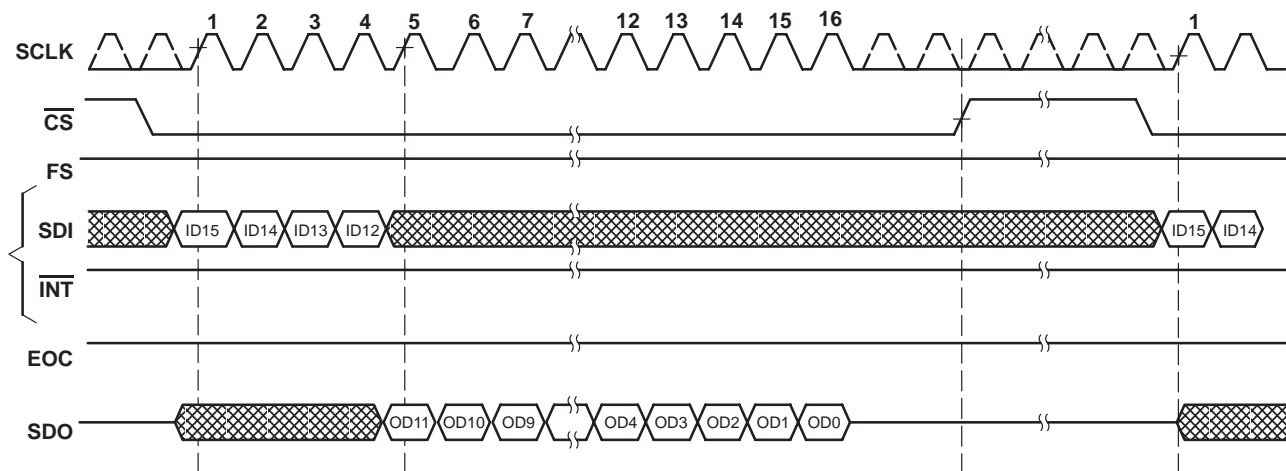 1 2 3 4 5 6 7 12 13 14 15 16 1
SCLK
CS
FS
SDI ID15 ID14 ID13 ID12 ID15 ID14
INT
EOC
SDO OD11 OD10 OD9 OD4 OD3 OD2 OD1 OD0